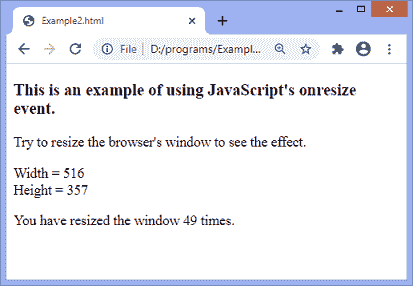 Example2.html
File
D:/programs/Exampl...
This is an example of using JavaScript's onresize
event.
Try to resize the browser's window to see the effect.
Width = 516
Height = 357
You have resized the window 49 times.